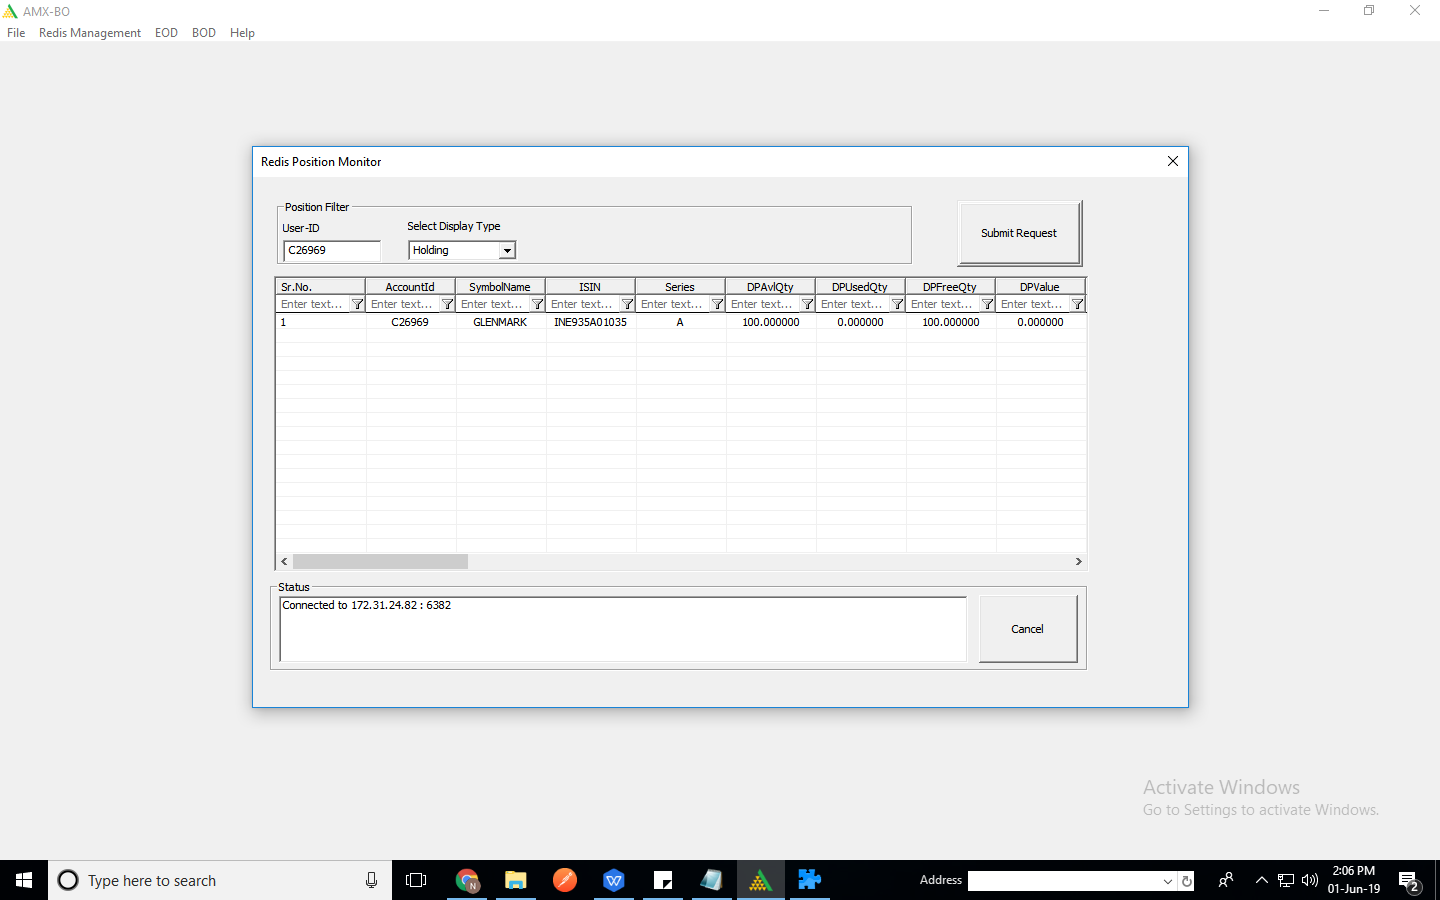 AMX-BO
File Redis Management EOD BOD Help
Redis Position Monitor
Position Filter
User-ID Select Display Type
C26969 Holding
Submit Request
Sr.No. AccountId SymbolName ISIN Series DPAvlQty DPUsedQty DPFreeQty DPValue
Enter text... Enter text... Enter text... Enter text... Enter text... Enter text... Enter text... Enter text... Enter text...
1 C26969 GLENMARK INE935A01035 A 100.000000 0.000000 100.000000 0.000000
Status
Connected to 172.31.24.82 : 6382
Cancel
Activate Windows
Go to Settings to activate Windows.
Type here to search
N
W
Address
2:06 PM
01-Jun-19
2